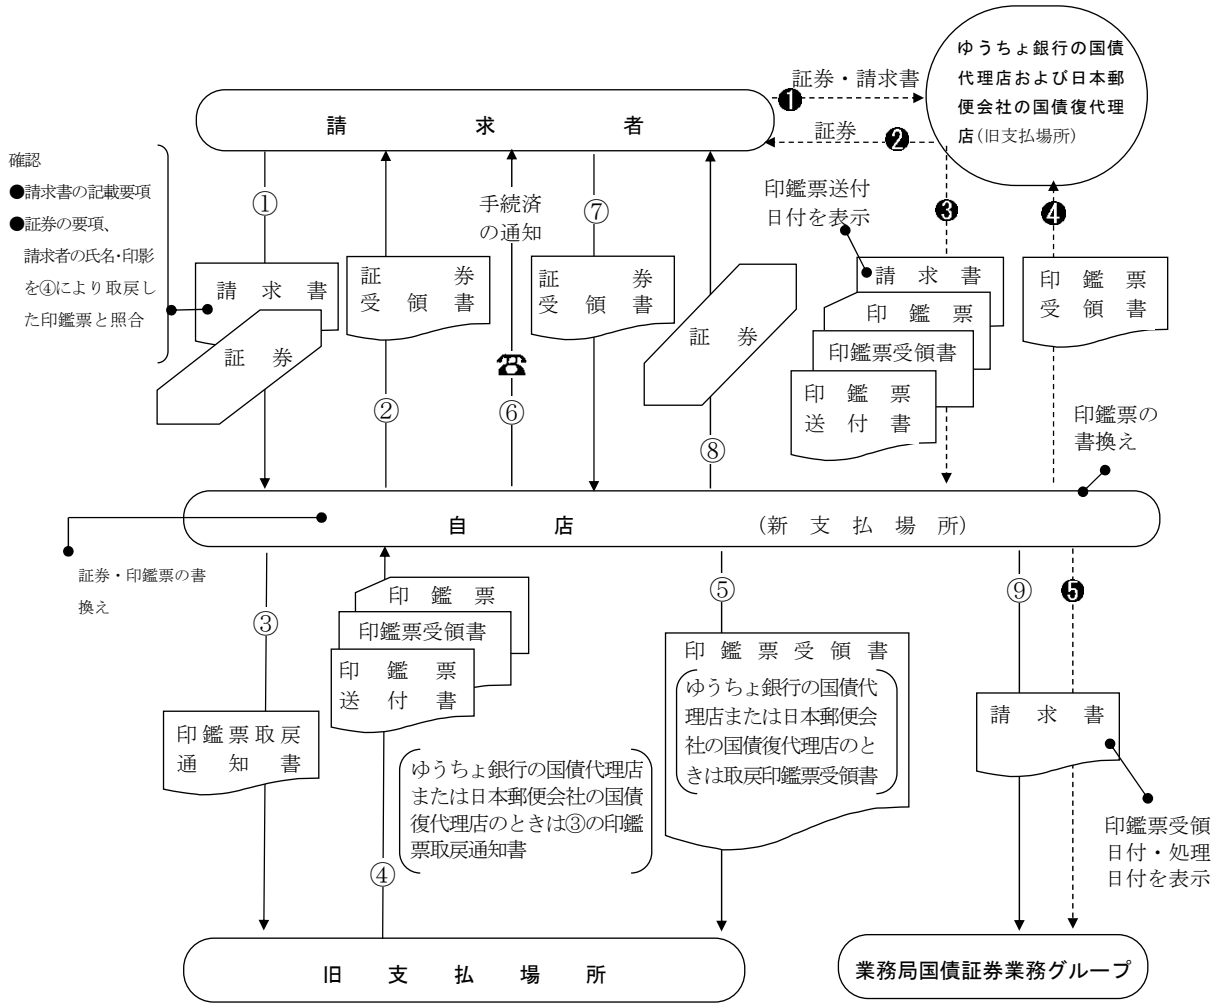 ゆうちょ銀行の国債
代理店および日本郵
便会社の国債復代理
店(旧支払場所)
証券・請求書
❶
証券
❷
請求者
確認
●請求書の記載要項
●証券の要項、
請求者の氏名・印影
を④により取戻し
た印鑑票と照合
①
請求書
証券
証券
受領書
②
手続済
の通知
☎
⑥
⑦
証券
受領書
証券
⑧
印鑑票送付
日付を表示
❸
請求書
印鑑票
印鑑票受領書
印鑑票
送付書
❹
印鑑票
受領書
印鑑票の
書換え
自店(新支払場所)
証券・印鑑票の書
換え
③
印鑑票取戻
通知書
印鑑票
印鑑票受領書
印鑑票
送付書
④
ゆうちょ銀行の国債代理店
または日本郵便会社の国債
復代理店のときは③の印鑑
票取戻通知書
⑤
印鑑票受領書
ゆうちょ銀行の国債代
理店または日本郵便会
社の国債復代理店のと
きは取戻印鑑票受領書
⑨
❺
請求書
印鑑票受領
日付・処理
日付を表示
旧支払場所
業務局国債証券業務グループ